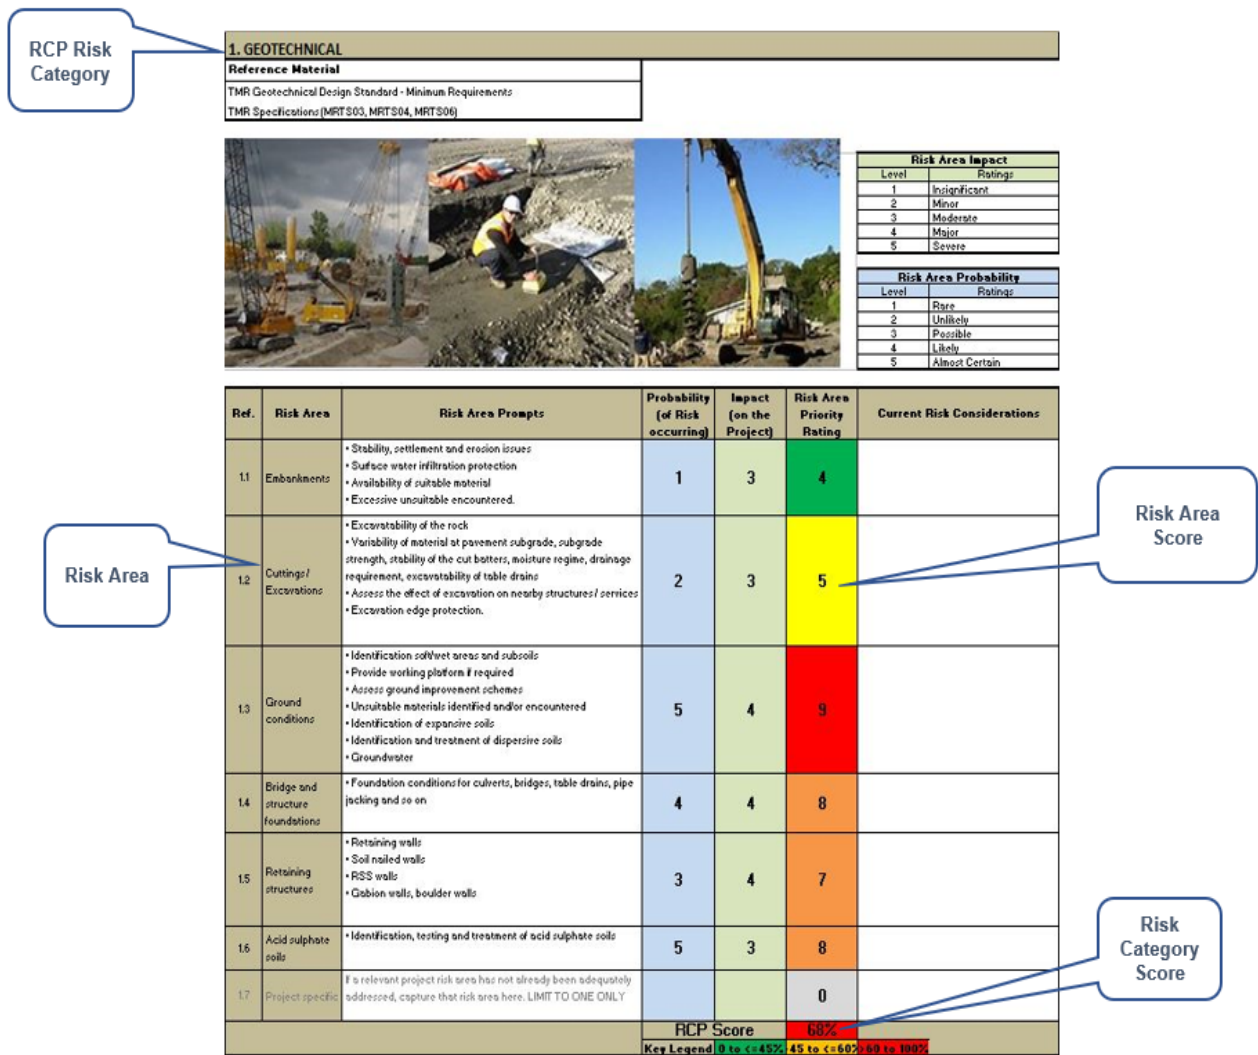 RCP Risk
Category
1. GEOTECHNICAL
Reference Material
TMR Geotechnical Design Standard - Minimum Requirements
TMR Specifications (MRTS03, MRTS04, MRTS06)
Risk Area Impact
Level Ratings
1 Insignificant
2 Minor
3 Moderate
4 Major
5 Severe
Risk Area Probability
Level Ratings
1 Rare
2 Unlikely
3 Possible
4 Likely
5 Almost Certain
Ref. Risk Area Risk Area Prompts Probability (of Risk occurring) Impact (on the Project) Risk Area Priority Rating Current Risk Considerations
1.1 Embankments
• Stability, settlement and erosion issues
• Surface water infiltration protection
• Availability of suitable material
• Excessive unsuitable encountered.
1 3 4
Risk Area
1.2 Cuttings / Excavations
• Excavatability of the rock
• Variability of material at pavement subgrade, subgrade
strength, stability of the cut batters, moisture regime, drainage
requirement, excavatability of table drains
• Assess the effect of excavation on nearby structures / services
• Excavation edge protection.
2 3 5
Risk Area
Score
1.3 Ground conditions
• Identification soft/wet areas and subsoils
• Provide working platform if required
• Assess ground improvement schemes
• Unsuitable materials identified and/or encountered
• Identification of expansive soils
• Identification and treatment of dispersive soils
• Groundwater
5 4 9
1.4 Bridge and structure foundations
• Foundation conditions for culverts, bridges, table drains, pipe
jacking and so on
4 4 8
1.5 Retaining structures
• Retaining walls
• Soil nailed walls
• RSS walls
• Gabion walls, boulder walls
3 4 7
1.6 Acid sulphate soils
• Identification, testing and treatment of acid sulphate soils
5 3 8
Risk
Category
Score
1.7 Project specific
If a relevant project risk area has not already been adequately
addressed, capture that risk area here. LIMIT TO ONE ONLY
0
RCP Score 68%
Key Legend 0 to <=45% >45 to <=60% >60 to 100%